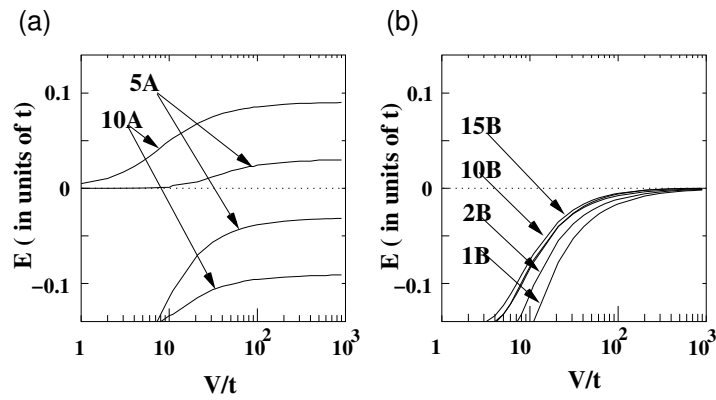 (a)
(b)
E ( in units of t)
0.1
0
−0.1
5A
10A
1
10
10²
10³
V/t
E ( in units of t)
0.1
0
−0.1
15B
10B
2B
1B
1
10
10²
10³
V/t